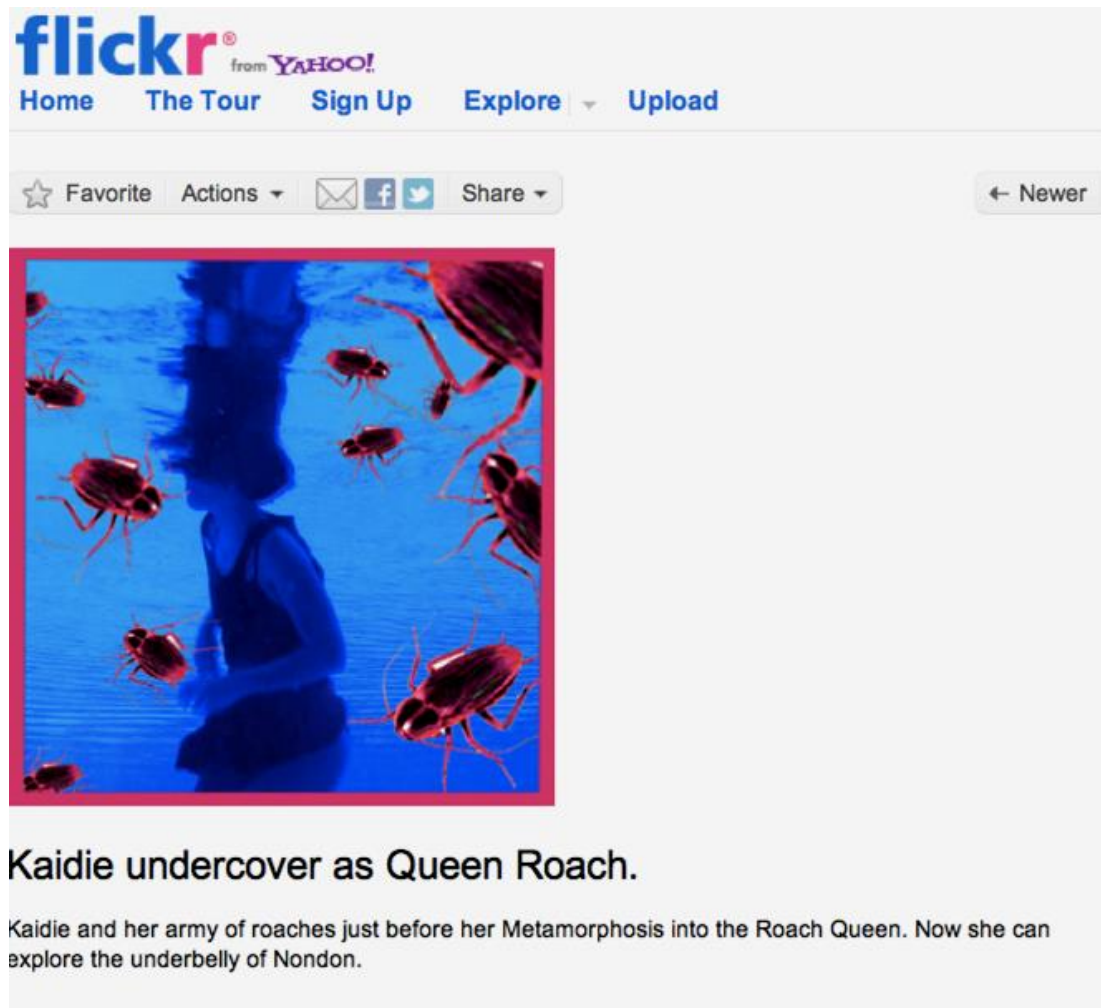 flickr® from YAHOO!
Home The Tour Sign Up Explore Upload
Favorite Actions Share ← Newer
Kaidie undercover as Queen Roach.
Kaidie and her army of roaches just before her Metamorphosis into the Roach Queen. Now she can
explore the underbelly of Nondon.